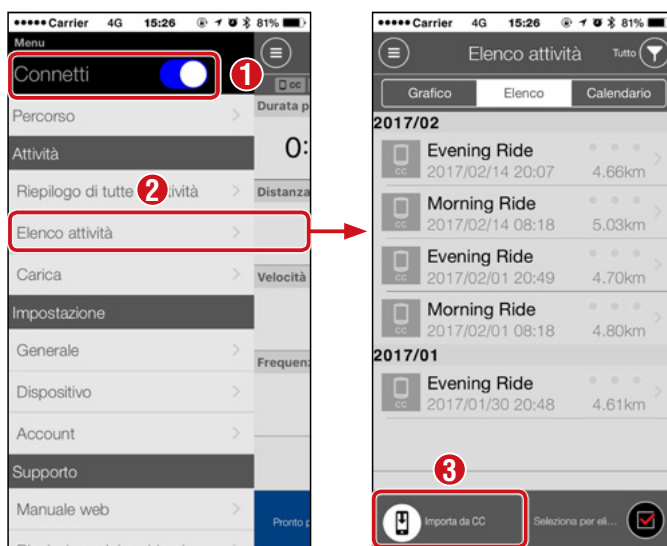 Carrier 4G 15:26 81%
Menu
Connetti
1
Percorso
Attività
Riepilogo di tutte
2
Elenco attività
Carica
Impostazione
Generale
Dispositivo
Account
Supporto
Manuale web
cc
Durata p
0:
Distanza
Velocità
Frequen
Pronto p
Carrier 4G 15:26 81%
Elenco attività Tutto
Grafico Elenco Calendario
2017/02
Evening Ride
cc 2017/02/14 20:07 4.66km
Morning Ride
cc 2017/02/14 08:18 5.03km
Evening Ride
cc 2017/02/01 20:49 4.70km
Morning Ride
cc 2017/02/01 08:18 4.80km
2017/01
Evening Ride
cc 2017/01/30 20:48 4.61km
3
Importa da CC Seleziona per eli...